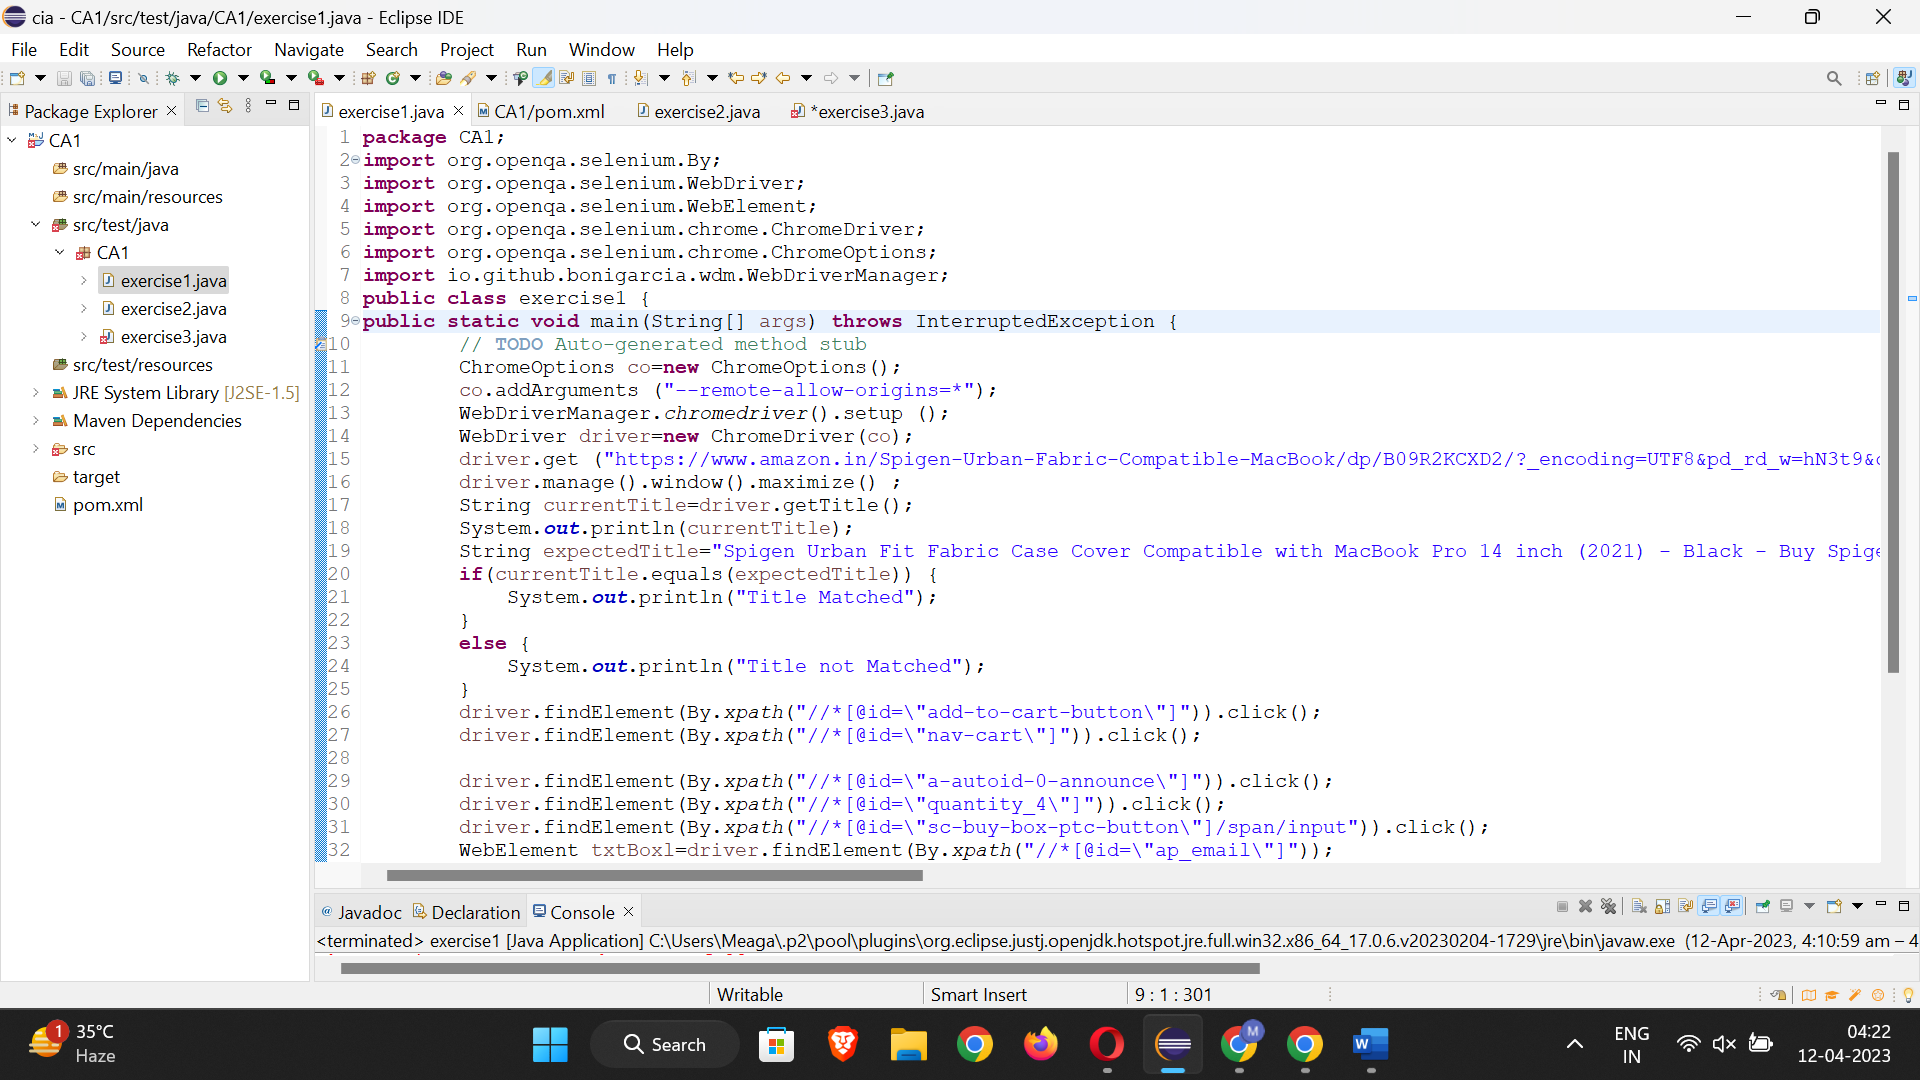 cia - CA1/src/test/java/CA1/exercise1.java - Eclipse IDE
File Edit Source Refactor Navigate Search Project Run Window Help
Package Explorer
exercise1.java CA1/pom.xml exercise2.java *exercise3.java
CA1
src/main/java
src/main/resources
src/test/java
CA1
exercise1.java
exercise2.java
exercise3.java
src/test/resources
JRE System Library [J2SE-1.5]
Maven Dependencies
src
target
pom.xml
1 package CA1;
2 import org.openqa.selenium.By;
3 import org.openqa.selenium.WebDriver;
4 import org.openqa.selenium.WebElement;
5 import org.openqa.selenium.chrome.ChromeDriver;
6 import org.openqa.selenium.chrome.ChromeOptions;
7 import io.github.bonigarcia.wdm.WebDriverManager;
8 public class exercise1 {
9 public static void main(String[] args) throws InterruptedException {
10 // TODO Auto-generated method stub
11 ChromeOptions co=new ChromeOptions();
12 co.addArguments ("--remote-allow-origins=*");
13 WebDriverManager.chromedriver().setup ();
14 WebDriver driver=new ChromeDriver(co);
15 driver.get ("https://www.amazon.in/Spigen-Urban-Fabric-Compatible-MacBook/dp/B09R2KCXD2/?_encoding=UTF8&pd_rd_w=hN3t9&
16 driver.manage().window().maximize() ;
17 String currentTitle=driver.getTitle();
18 System.out.println(currentTitle);
19 String expectedTitle="Spigen Urban Fit Fabric Case Cover Compatible with MacBook Pro 14 inch (2021) - Black - Buy Spige
20 if(currentTitle.equals(expectedTitle)) {
21 System.out.println("Title Matched");
22 }
23 else {
24 System.out.println("Title not Matched");
25 }
26 driver.findElement(By.xpath("//*[@id=\"add-to-cart-button\"]")).click();
27 driver.findElement(By.xpath("//*[@id=\"nav-cart\"]")).click();
28
29 driver.findElement(By.xpath("//*[@id=\"a-autoid-0-announce\"]")).click();
30 driver.findElement(By.xpath("//*[@id=\"quantity_4\"]")).click();
31 driver.findElement(By.xpath("//*[@id=\"sc-buy-box-ptc-button\"]/span/input")).click();
32 WebElement txtBoxl=driver.findElement(By.xpath("//*[@id=\"ap_email\"]"));
@ Javadoc Declaration Console
<terminated> exercise1 [Java Application] C:\Users\Meaga\.p2\pool\plugins\org.eclipse.justj.openjdk.hotspot.jre.full.win32.x86_64_17.0.6.v20230204-1729\jre\bin\javaw.exe (12-Apr-2023, 4:10:59 am – 4
Writable Smart Insert 9 : 1 : 301
1 35°C
Haze
Search
M
ENG
IN
04:22
12-04-2023